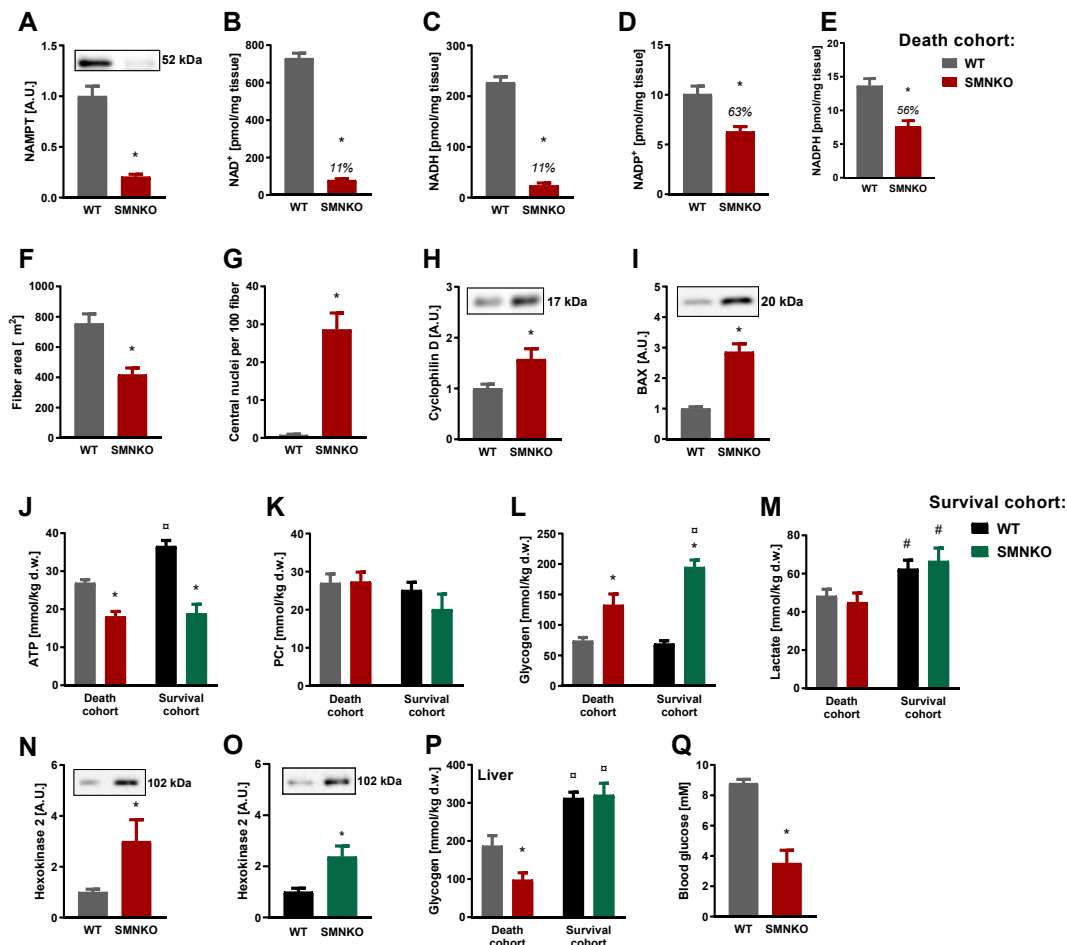 A
NAMPT [A.U.]
1.5
1.0
0.5
0.0
52 kDa
*
WT
SMNKO
B
NAD+ [pmol/mg tissue]
800
600
400
200
0
*
11%
WT
SMNKO
C
NADH [pmol/mg tissue]
300
200
100
0
*
11%
WT
SMNKO
D
NADP+ [pmol/mg tissue]
15
10
5
0
*
63%
WT
SMNKO
E
NADPH [pmol/mg tissue]
20
15
10
5
0
*
56%
WT
SMNKO
Death cohort:
WT
SMNKO
F
Fiber area [ m2]
1000
800
600
400
200
0
*
WT
SMNKO
G
Central nuclei per 100 fiber
40
30
20
10
0
*
WT
SMNKO
H
Cyclophilin D [A.U.]
3
2
1
0
17 kDa
*
WT
SMNKO
I
BAX [A.U.]
5
4
3
2
1
0
20 kDa
*
WT
SMNKO
J
ATP [mmol/kg d.w.]
40
30
20
10
0
*
¤
*
Death
cohort
Survival
cohort
K
PCr [mmol/kg d.w.]
40
30
20
10
0
Death
cohort
Survival
cohort
L
Glycogen [mmol/kg d.w.]
250
200
150
100
50
0
*
¤
*
Death
cohort
Survival
cohort
M
Lactate [mmol/kg d.w.]
80
60
40
20
0
#
#
Death
cohort
Survival
cohort
Survival cohort:
WT
SMNKO
N
Hexokinase 2 [A.U.]
6
4
2
0
102 kDa
*
WT
SMNKO
O
Hexokinase 2 [A.U.]
6
4
2
0
102 kDa
*
WT
SMNKO
P
Liver
Glycogen [mmol/kg d.w.]
400
300
200
100
0
*
¤
¤
Death
cohort
Survival
cohort
Q
Blood glucose [mM]
10
8
6
4
2
0
*
WT
SMNKO